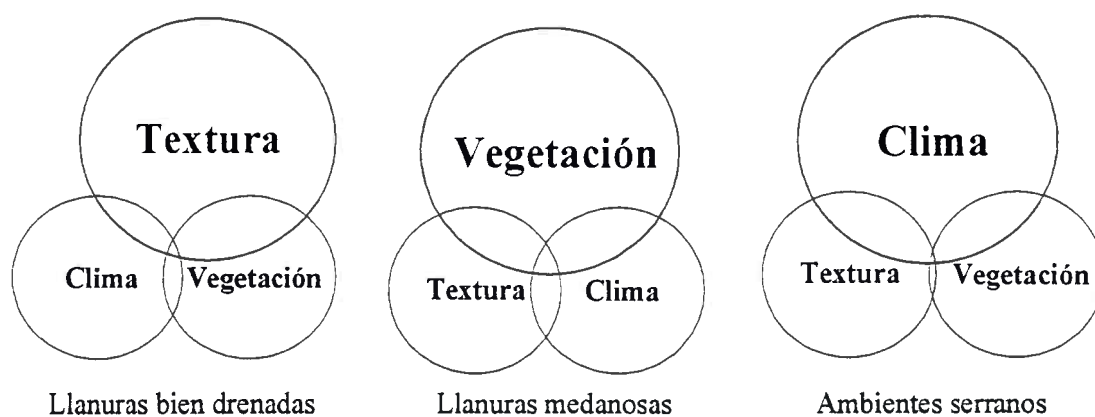 Textura
Clima
Vegetación
Llanuras bien drenadas
Vegetación
Textura
Clima
Llanuras medanosas
Clima
Textura
Vegetación
Ambientes serranos